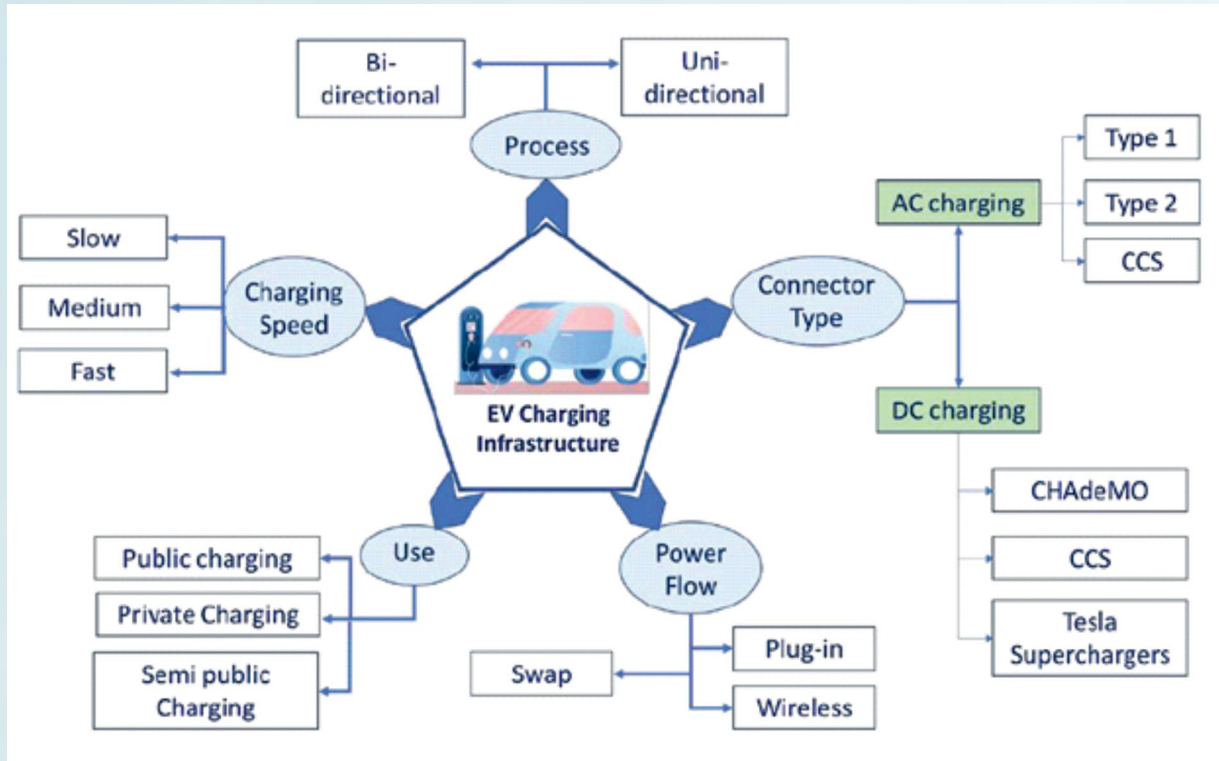 Bi-
directional
Uni-
directional
Process
Slow
Medium
Fast
Charging
Speed
Connector
Type
AC charging
Type 1
Type 2
CCS
DC charging
CHAdeMO
CCS
Tesla
Superchargers
EV Charging
Infrastructure
Use
Public charging
Private Charging
Semi public
Charging
Power
Flow
Swap
Plug-in
Wireless